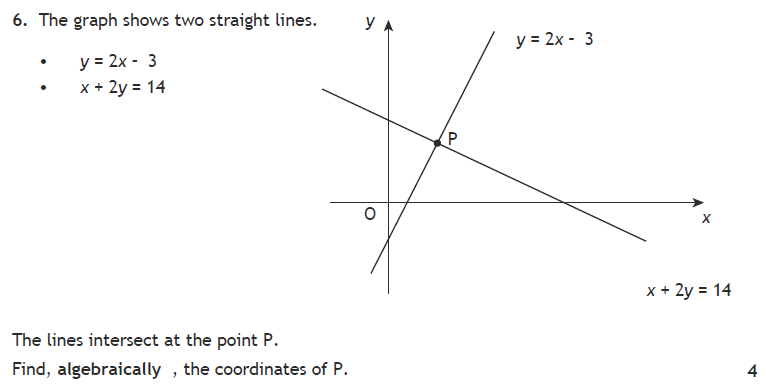 6. The graph shows two straight lines.
• y = 2x - 3
• x + 2y = 14
y
y = 2x - 3
P
O
x
x + 2y = 14
The lines intersect at the point P.
Find, algebraically , the coordinates of P.
4